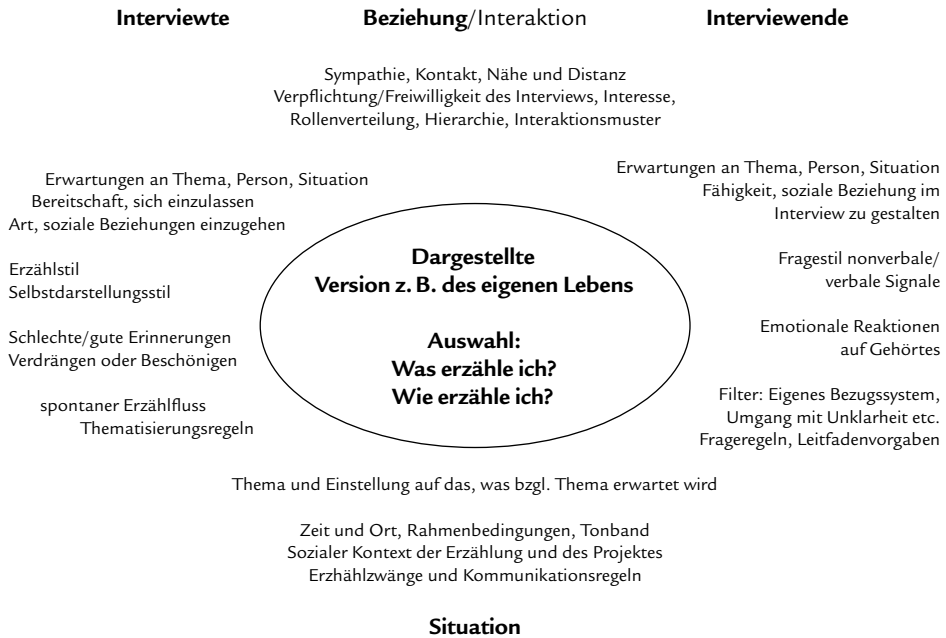 Interviewte
Beziehung/Interaktion
Interviewende
Sympathie, Kontakt, Nähe und Distanz
Verpflichtung/Freiwilligkeit des Interviews, Interesse,
Rollenverteilung, Hierarchie, Interaktionsmuster
Erwartungen an Thema, Person, Situation
Bereitschaft, sich einzulassen
Art, soziale Beziehungen einzugehen
Erzählstil
Selbstdarstellungsstil
Schlechte/gute Erinnerungen
Verdrängen oder Beschönigen
spontaner Erzählfluss
Thematisierungsregeln
Dargestellte
Version z. B. des eigenen Lebens
Auswahl:
Was erzähle ich?
Wie erzähle ich?
Erwartungen an Thema, Person, Situation
Fähigkeit, soziale Beziehung im
Interview zu gestalten
Fragestil nonverbale/
verbale Signale
Emotionale Reaktionen
auf Gehörtes
Filter: Eigenes Bezugssystem,
Umgang mit Unklarheit etc.
Frageregeln, Leitfadenvorgaben
Thema und Einstellung auf das, was bzgl. Thema erwartet wird
Zeit und Ort, Rahmenbedingungen, Tonband
Sozialer Kontext der Erzählung und des Projektes
Erzhählzwänge und Kommunikationsregeln
Situation